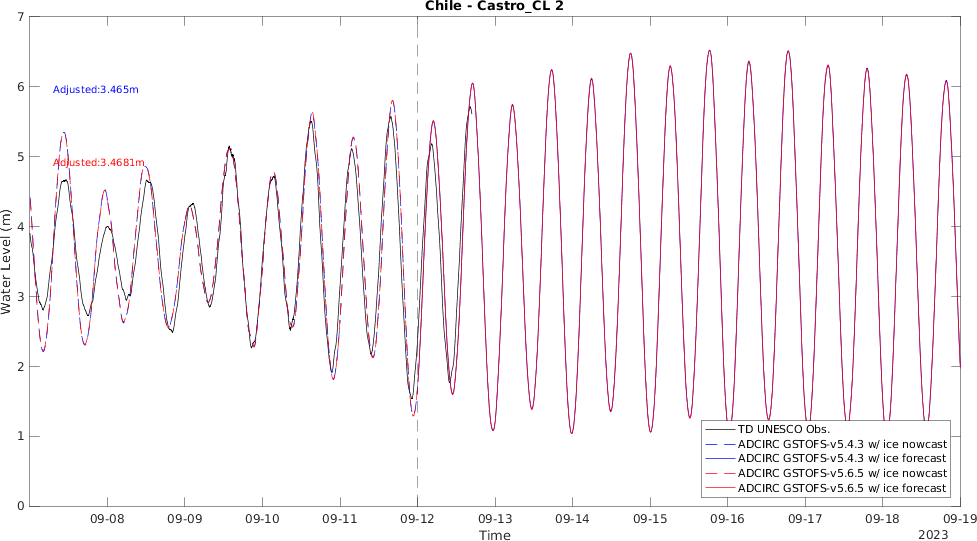 Chile - Castro_CL 2
7
6
5
4
3
2
1
0
Water Level (m)
Adjusted:3.465m
Adjusted:3.4681m
TD UNESCO Obs.
ADCIRC GSTOFS-v5.4.3 w/ ice nowcast
ADCIRC GSTOFS-v5.4.3 w/ ice forecast
ADCIRC GSTOFS-v5.6.5 w/ ice nowcast
ADCIRC GSTOFS-v5.6.5 w/ ice forecast
09-08 09-09 09-10 09-11 09-12 09-13 09-14 09-15 09-16 09-17 09-18 09-19
Time
2023